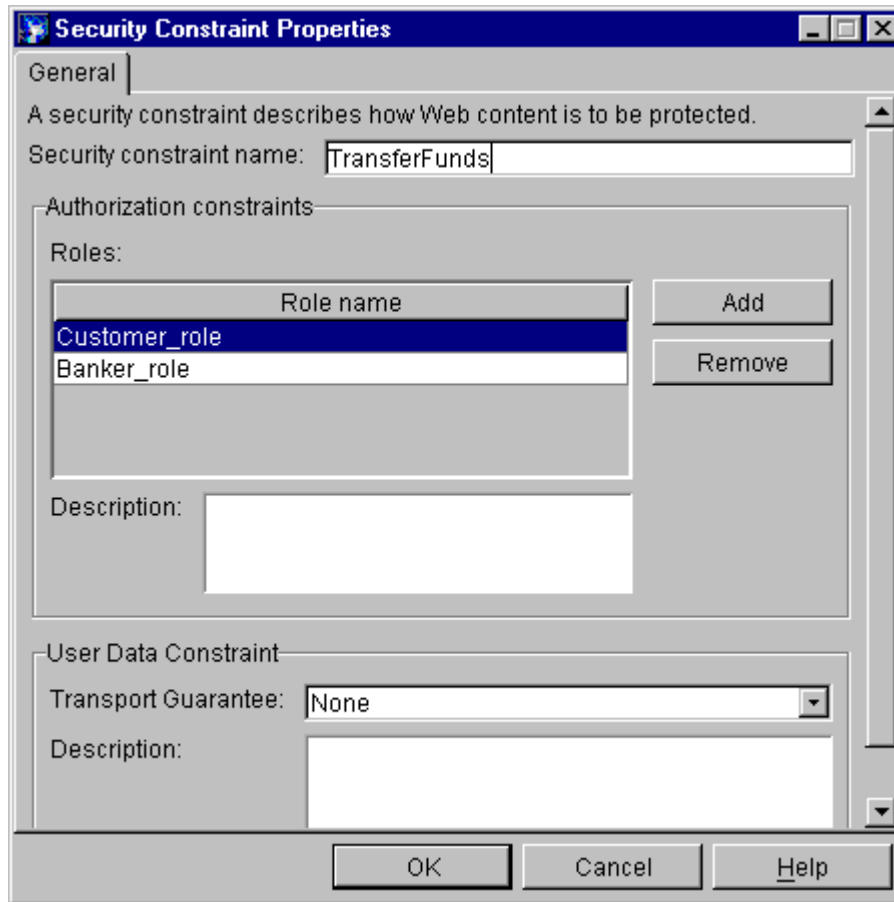 Security Constraint Properties
General
A security constraint describes how Web content is to be protected.
Security constraint name: TransferFunds
Authorization constraints
Roles:
Role name
Add
Customer_role
Banker_role
Remove
Description:
User Data Constraint
Transport Guarantee: None
Description:
OK Cancel Help